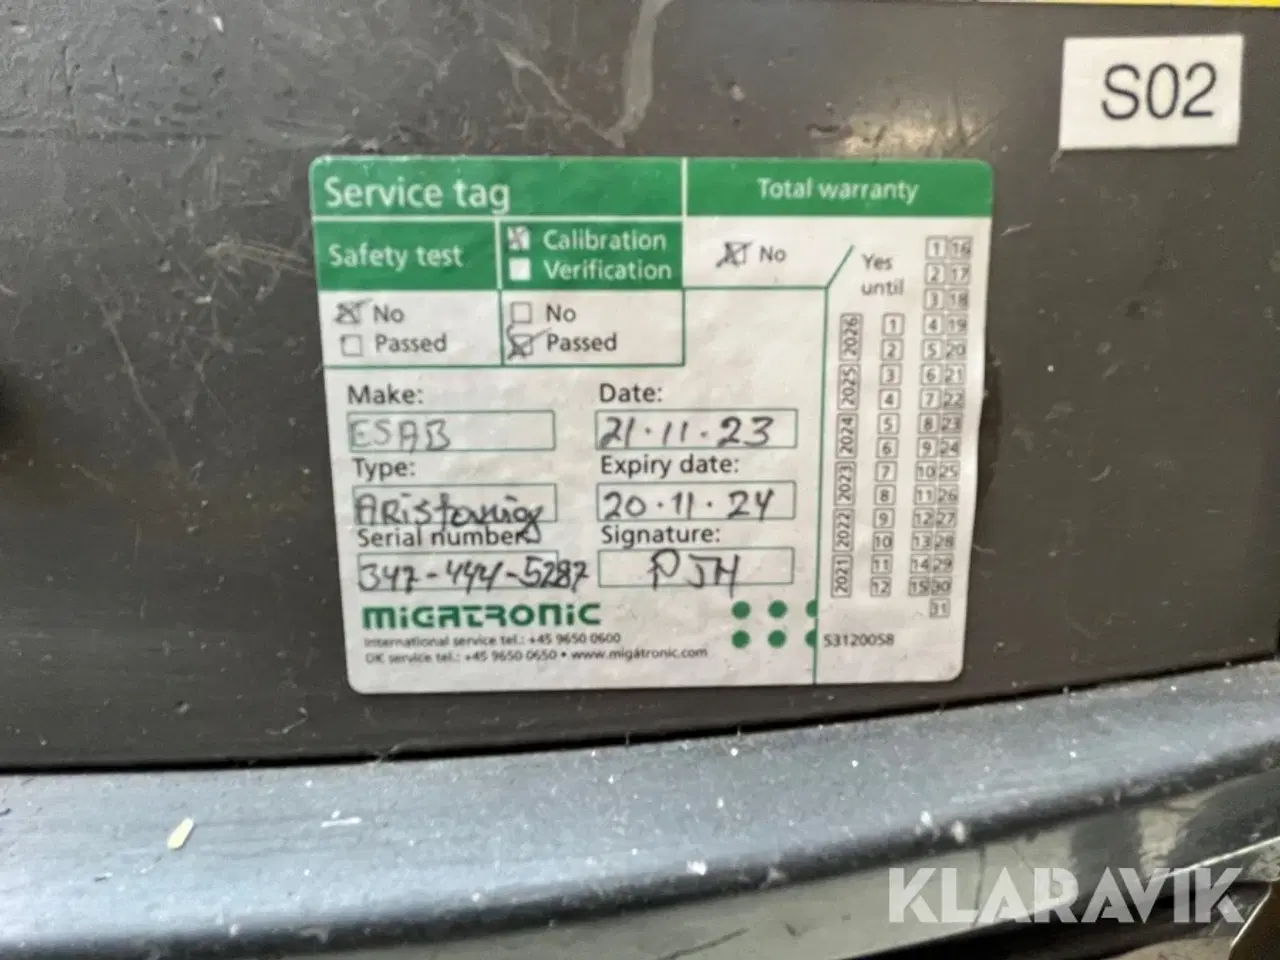 S02
Service tag
Total warranty
Safety test
Calibration
Verification
No
Passed
No
Passed
No
Yes
until
2026
2025
2024
2023
2022
2021
1
2
3
4
5
6
7
8
9
10
11
12
1 16
2 17
3 18
4 19
5 20
6 21
7 22
8 23
9 24
10 25
11 26
12 27
13 28
14 29
15 30
31
Make:
ESAB
Date:
21.11.23
Type:
ARistomig
Expiry date:
20.11.24
Serial number:
347-444-5287
Signature:
PJH
MiGATRONiC
International service tel.: +45 9650 0600
DK service tel.: +45 9650 0650 • www.migatronic.com
53120058
KLARAVIK